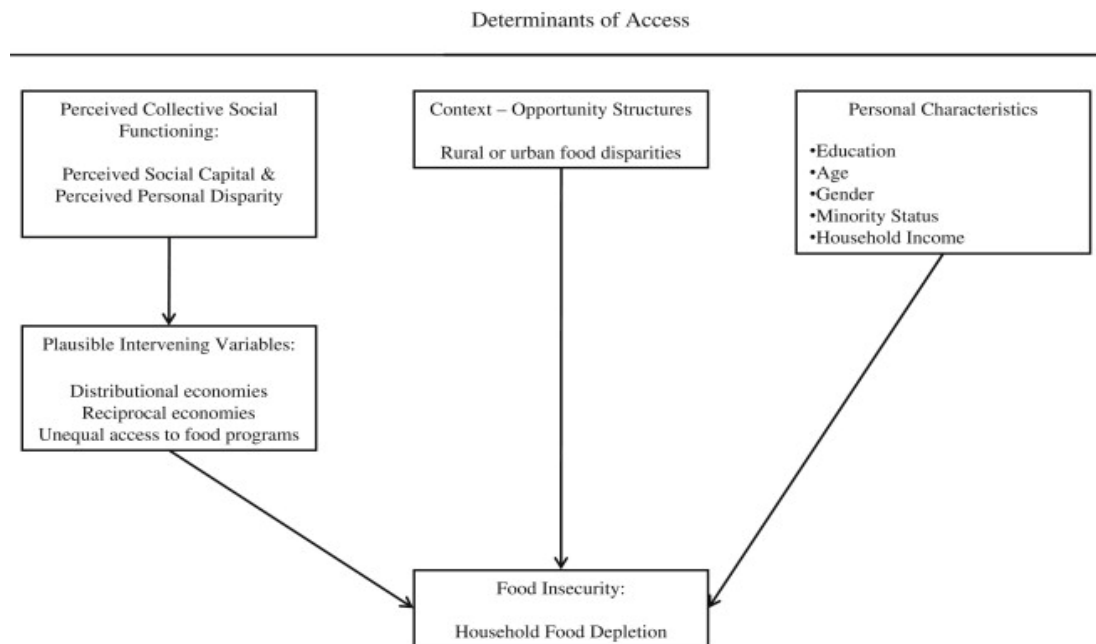 Determinants of Access
Perceived Collective Social
Functioning:
Perceived Social Capital &
Perceived Personal Disparity
Context – Opportunity Structures
Rural or urban food disparities
Personal Characteristics
•Education
•Age
•Gender
•Minority Status
•Household Income
Plausible Intervening Variables:
Distributional economies
Reciprocal economies
Unequal access to food programs
Food Insecurity:
Household Food Depletion